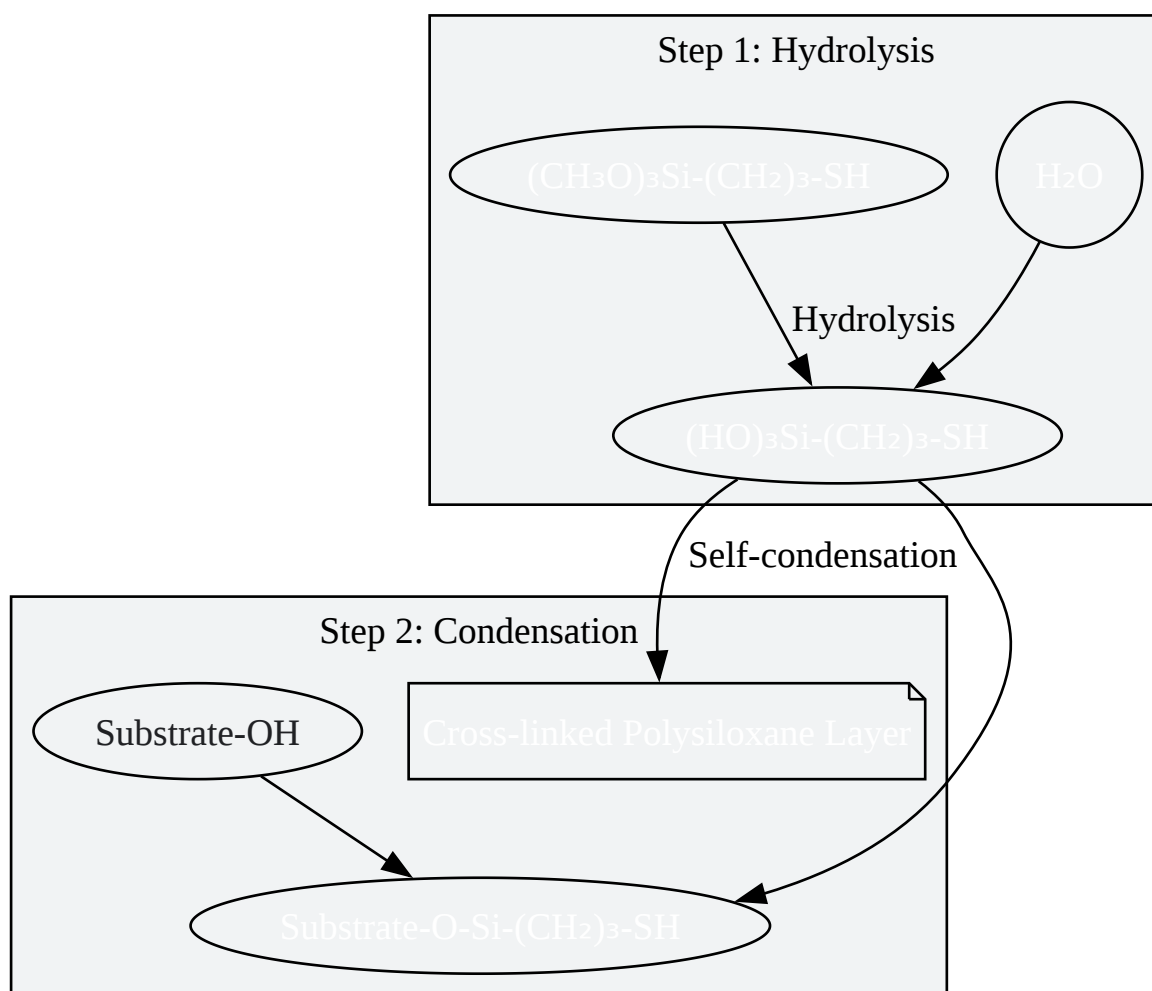 Step 1: Hydrolysis
(CH₃O)₃Si-(CH₂)₃-SH
H₂O
Hydrolysis
(HO)₃Si-(CH₂)₃-SH
Self-condensation
Step 2: Condensation
Substrate-OH
Cross-linked Polysiloxane Layer
Substrate-O-Si-(CH₂)₃-SH